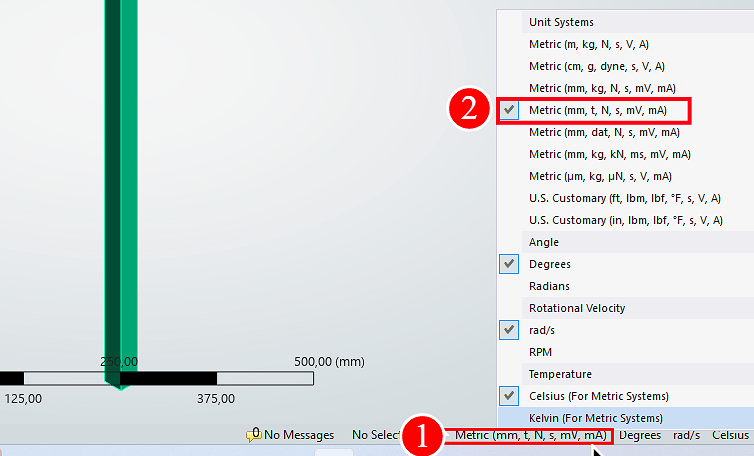 Unit Systems
Metric (m, kg, N, s, V, A)
Metric (cm, g, dyne, s, V, A)
Metric (mm, kg, N, s, mV, mA)
2
Metric (mm, t, N, s, mV, mA)
Metric (mm, dat, N, s, mV, mA)
Metric (mm, kg, kN, ms, mV, mA)
Metric (µm, kg, µN, s, V, mA)
U.S. Customary (ft, lbm, lbf, °F, s, V, A)
U.S. Customary (in, lbm, lbf, °F, s, V, A)
Angle
Degrees
Radians
Rotational Velocity
rad/s
RPM
Temperature
Celsius (For Metric Systems)
Kelvin (For Metric Systems)
250,00 500,00 (mm)
125,00 375,00
0 No Messages No Selec 1 Metric (mm, t, N, s, mV, mA) Degrees rad/s Celsius